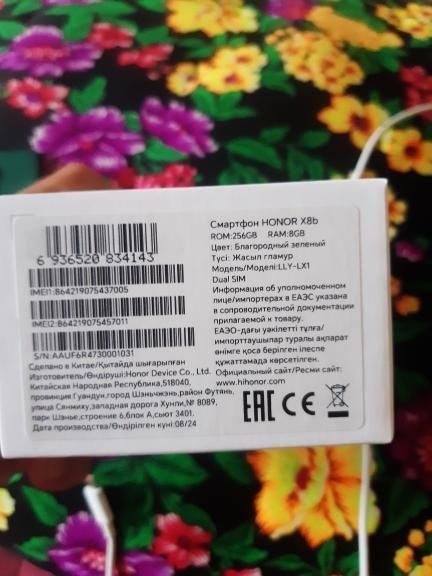 Смартфон HONOR X8b
ROM:256GB RAM:8GB
Цвет: Благородный зеленый
Түсі: Жасыл гламур
Модель/Моделі:LLY-LX1
Dual SIM
Информация об уполномоченном
лице/импортерах в ЕАЭС указана
в сопроводительной документации
прилагаемой к товару.
ЕАЭО-дағы уәкілетті тұлға/
импорттаушылар туралы ақпарат
өнімге қоса берілген ілеспе
құжаттамада көрсетілген.
Официальный сайт/Ресми сайт:
www.hihonor.com
6 936520 834143
IMEI1:864219075437005
IMEI2:864219075457011
S/N:AAUF6R4730001031
Сделано в Китае/Қытайда шығарылған
Изготовитель/Өндіруші:Honor Device Co., Ltd.
Китайская Народная Республика,518040,
провинция Гуандун,город Шэньчжэнь,район Футянь,
улица Сянмиху,западная дорога Хунли,№ 8089,
парк Шэнье,строение 6,блок А,сьют 3401.
Дата производства/Өндірілген күні:08/24
EAC CE